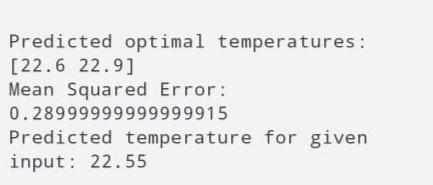 Predicted optimal temperatures:
[22.6 22.9]
Mean Squared Error:
0.28999999999999915
Predicted temperature for given
input: 22.55